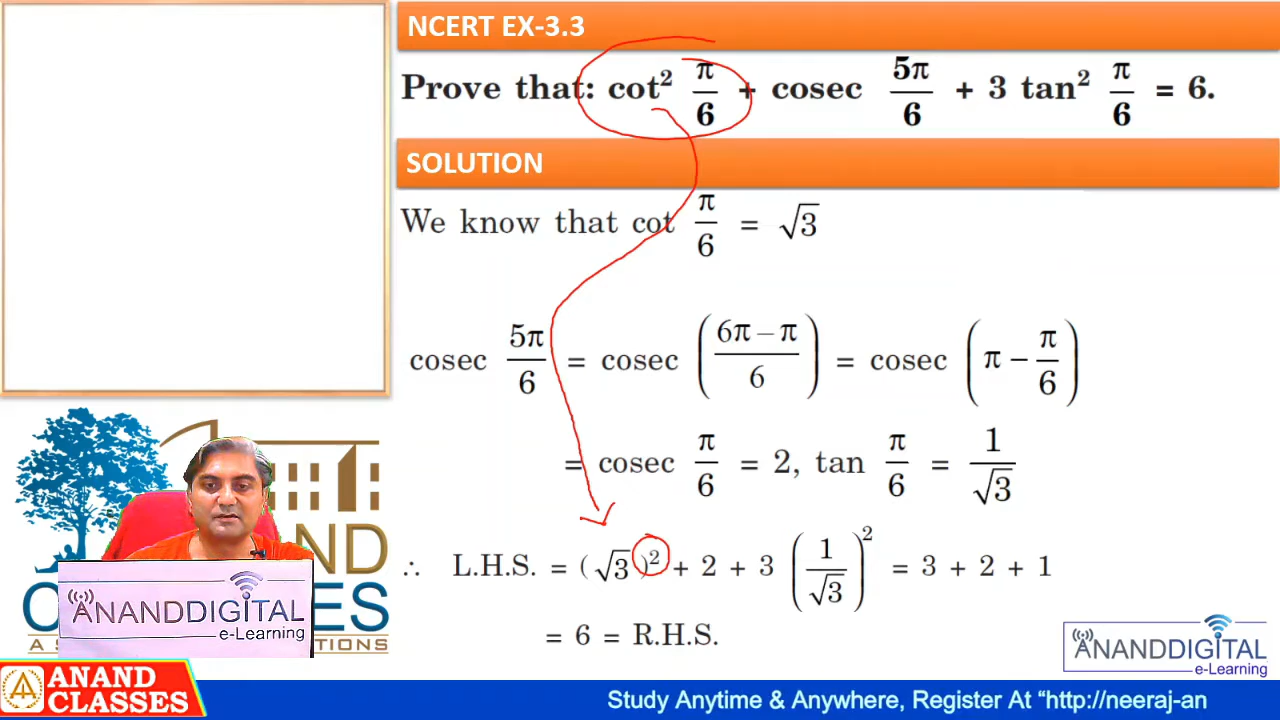 NCERT EX-3.3
Prove that: cot² π/6 + cosec 5π/6 + 3 tan² π/6 = 6.
SOLUTION
We know that cot π/6 = √3
cosec 5π/6 = cosec ((6π – π)/6) = cosec (π – π/6)
= cosec π/6 = 2, tan π/6 = 1/√3
∴ L.H.S. = (√3)² + 2 + 3 (1/√3)² = 3 + 2 + 1
= 6 = R.H.S.
ANANDDIGITAL
e-Learning
ANANDDIGITAL
e-Learning
ANAND
CLASSES
Study Anytime & Anywhere, Register At “http://neeraj-an